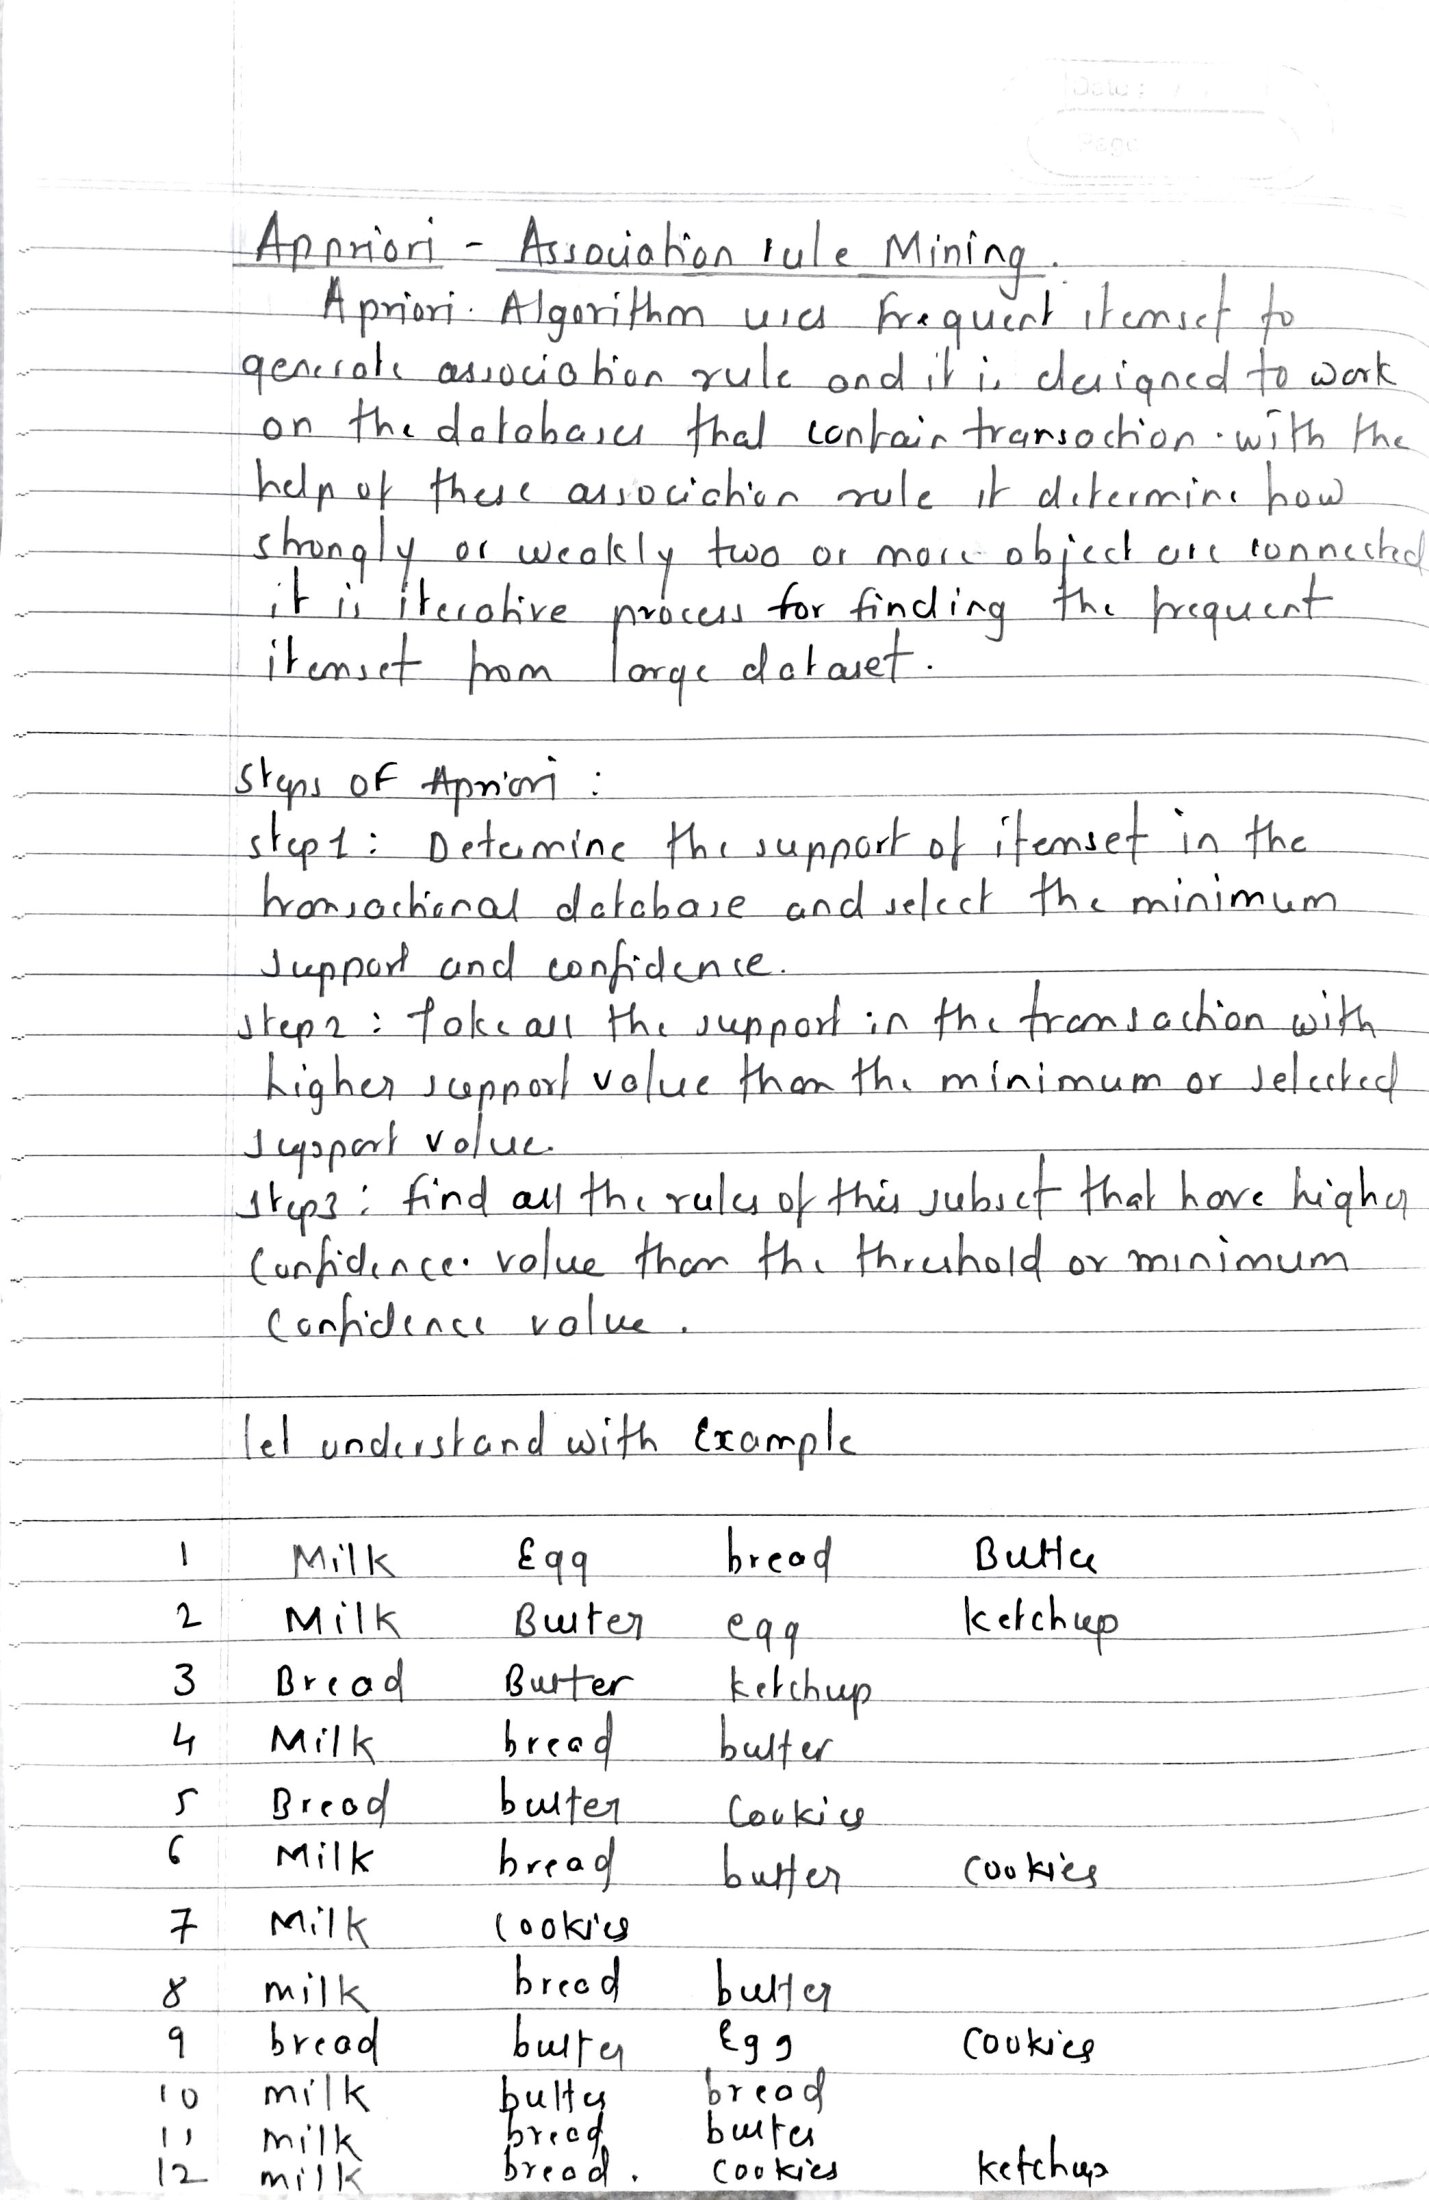 Date :
Page
Appriori - Association rule Mining.
Apriori. Algorithm uses frequent itemset to
generate association rule and it is designed to work
on the databases that contain transaction. with the
help of these association rule it determine how
strongly or weakly two or more object are connected
it is iterative process for finding the frequent
itemset from large dataset.
Steps OF Apriori :
step1: Determine the support of itemset in the
transactional database and select the minimum
support and confidence.
step2 : Take all the support in the transaction with
higher support value than the minimum or selected
support value.
step3 : find all the rules of this subset that have higher
Confidence. value than the threshold or minimum
Confidence value.
let understand with Example
1 Milk Egg bread Butter
2 Milk Butter egg ketchup
3 Bread Butter ketchup
4 Milk bread butter
5 Bread butter Cookies
6 Milk bread butter cookies
7 Milk cookies
8 milk bread butter
9 bread butter Egg cookies
10 milk butter bread
11 milk bread butter
12 milk bread. cookies ketchup